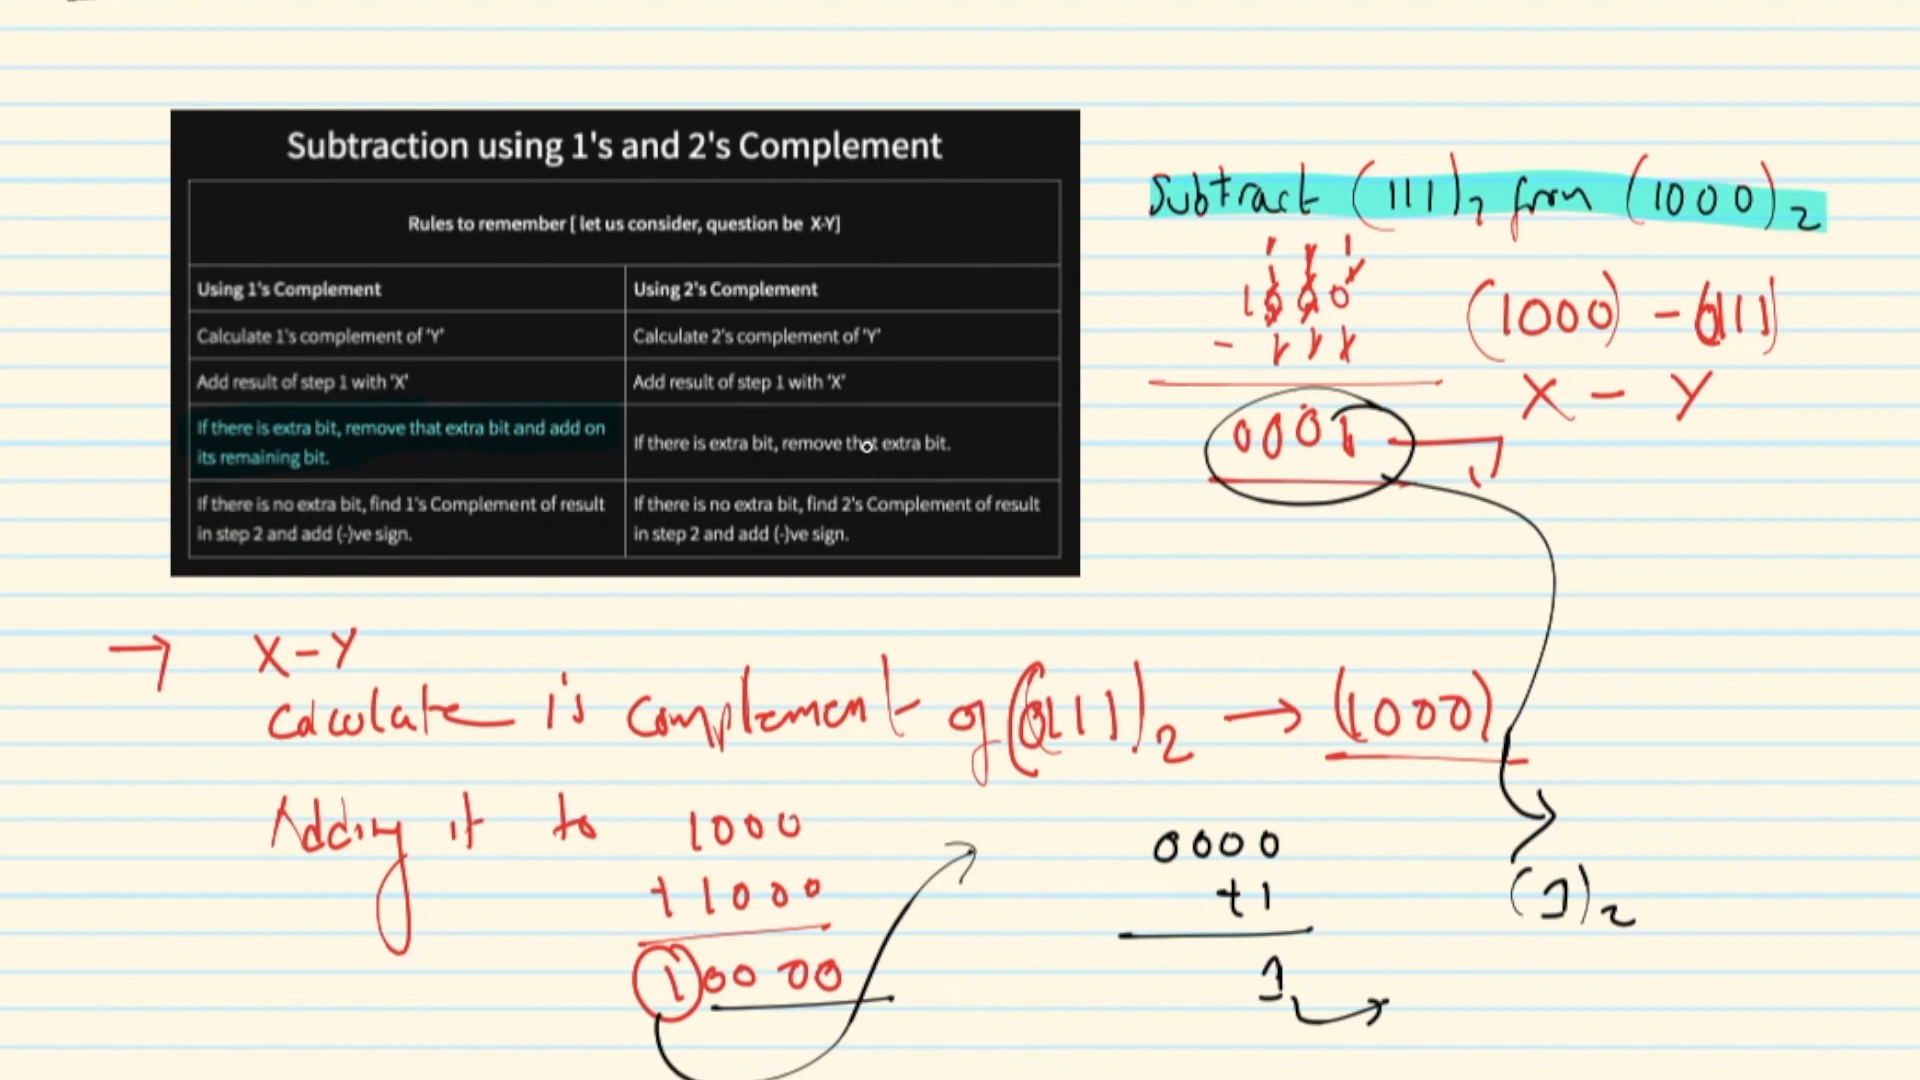 Subtraction using 1's and 2's Complement
Rules to remember [ let us consider, question be X-Y]
Using 1's Complement
Using 2's Complement
Calculate 1's complement of 'Y'
Calculate 2's complement of 'Y'
Add result of step 1 with 'X'
Add result of step 1 with 'X'
If there is extra bit, remove that extra bit and add on
its remaining bit.
If there is extra bit, remove that extra bit.
If there is no extra bit, find 1's Complement of result
in step 2 and add (-)ve sign.
If there is no extra bit, find 2's Complement of result
in step 2 and add (-)ve sign.
Subtract (111)2 from (1000)2
1000
- 111
0001
(1000) - (0111)
X - Y
→ X-Y
Calculate 1's complement of (0111)2 → (1000)
Adding it to 1000
+ 1000
1 0000
0000
+1
1
(1)2